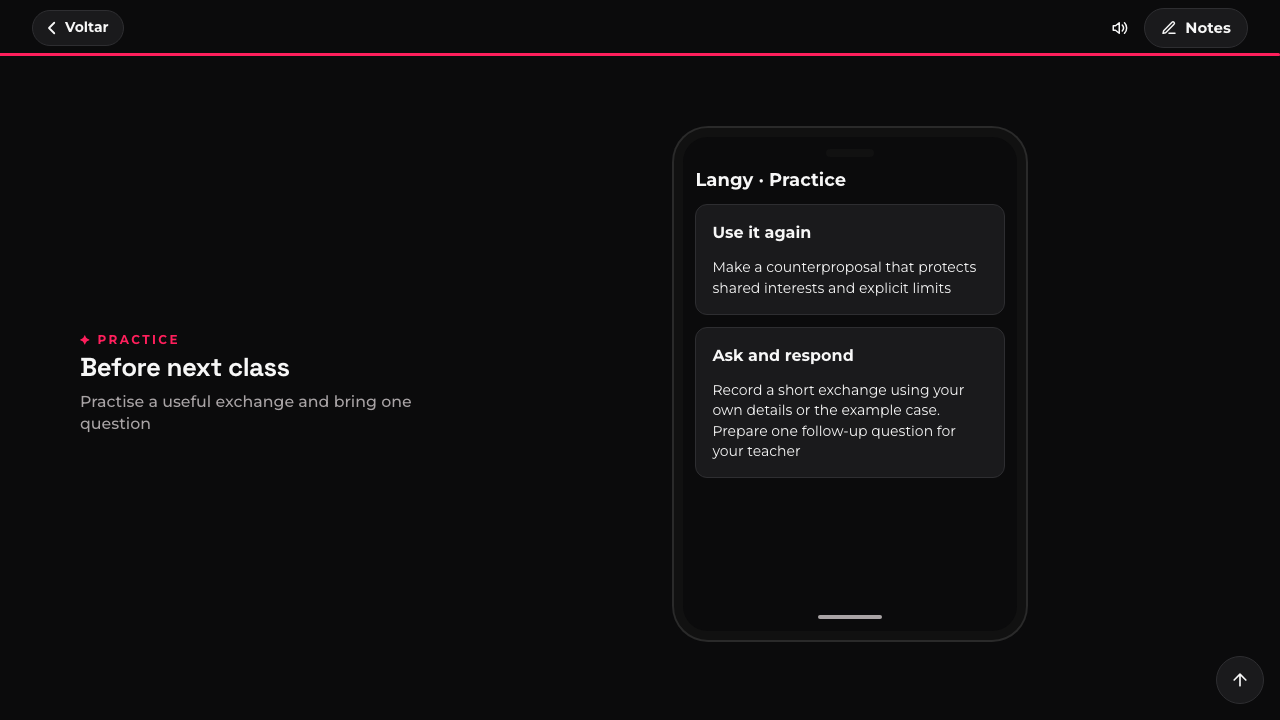 Voltar
Notes
PRACTICE
Before next class
Practise a useful exchange and bring one
question
Langy · Practice
Use it again
Make a counterproposal that protects
shared interests and explicit limits
Ask and respond
Record a short exchange using your
own details or the example case.
Prepare one follow-up question for
your teacher